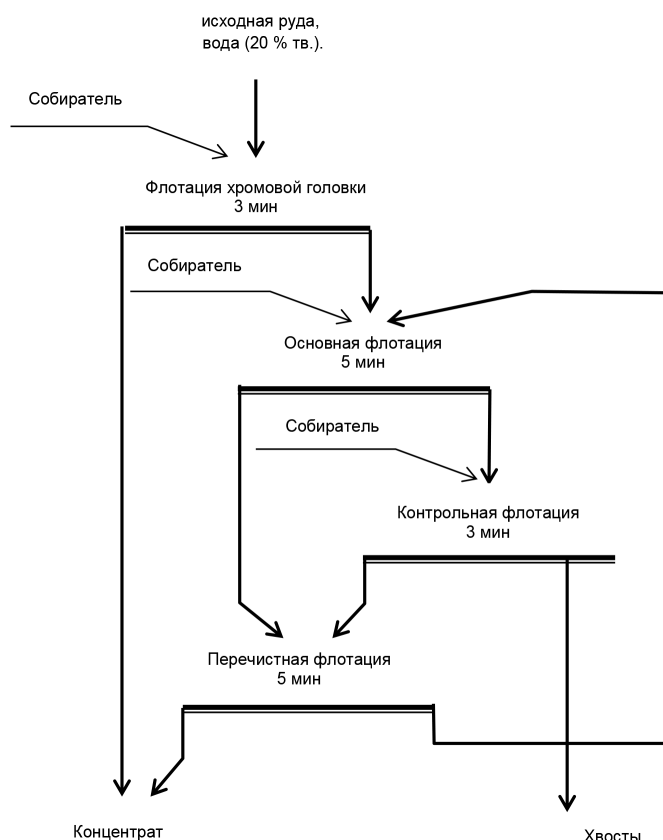 исходная руда,
вода (20 % тв.).
Собиратель
Флотация хромовой головки
3 мин
Собиратель
Основная флотация
5 мин
Собиратель
Контрольная флотация
3 мин
Перечистная флотация
5 мин
Концентрат
Хвосты